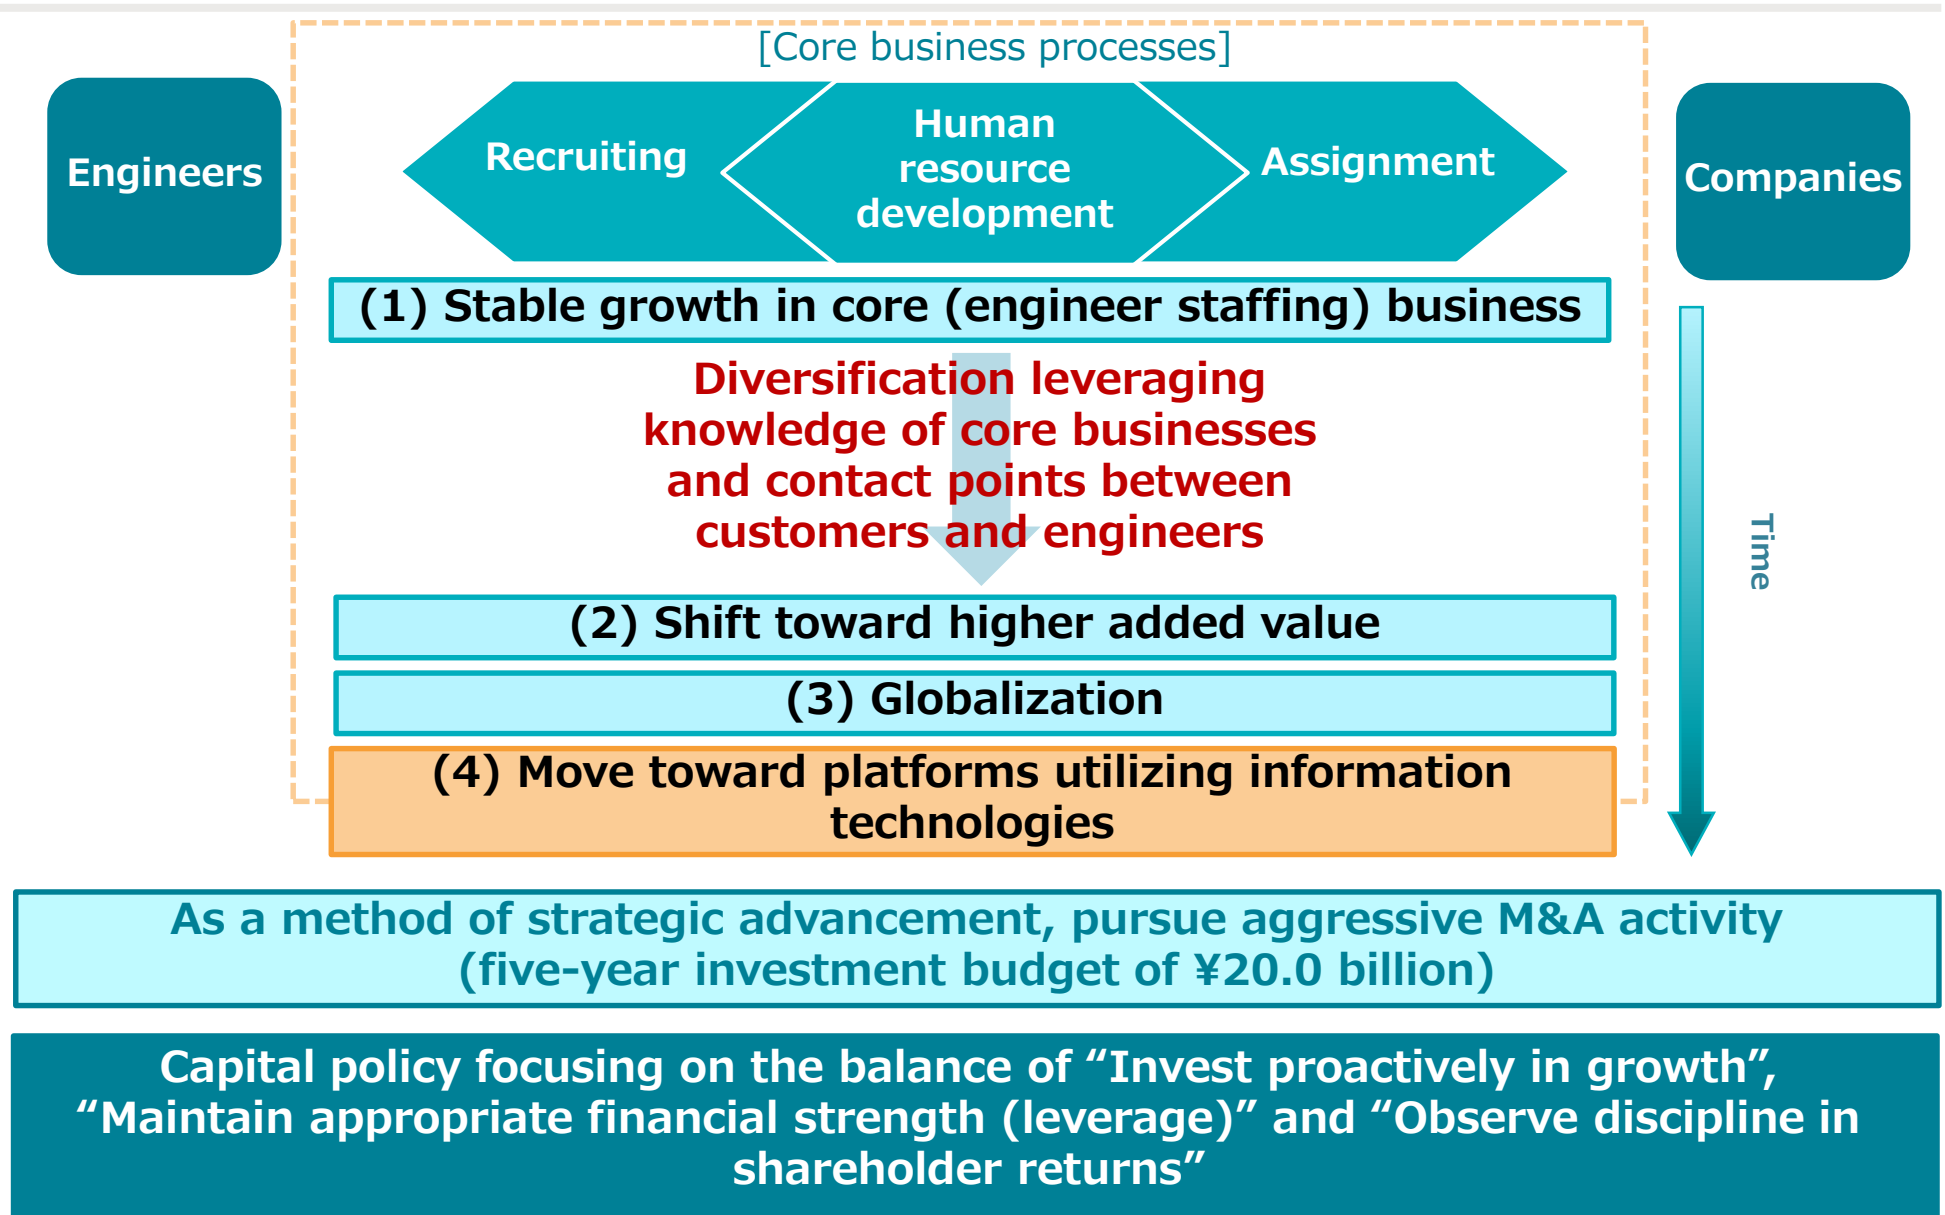 [Core business processes]
Engineers
Recruiting
Human
resource
development
Assignment
Companies
(1) Stable growth in core (engineer staffing) business
Diversification leveraging
knowledge of core businesses
and contact points between
customers and engineers
Time
(2) Shift toward higher added value
(3) Globalization
(4) Move toward platforms utilizing information
technologies
As a method of strategic advancement, pursue aggressive M&A activity
(five-year investment budget of ¥20.0 billion)
Capital policy focusing on the balance of “Invest proactively in growth”,
“Maintain appropriate financial strength (leverage)” and “Observe discipline in
shareholder returns”